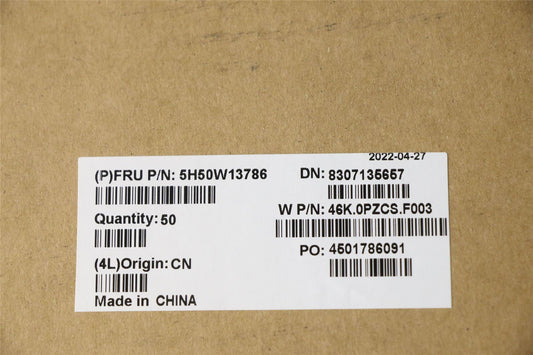 2022-04-27
(P)FRU P/N: 5H50W13786
DN: 8307135657
Quantity: 50
W P/N: 46K.0PZCS.F003
PO: 4501786091
(4L)Origin: CN
Made in CHINA